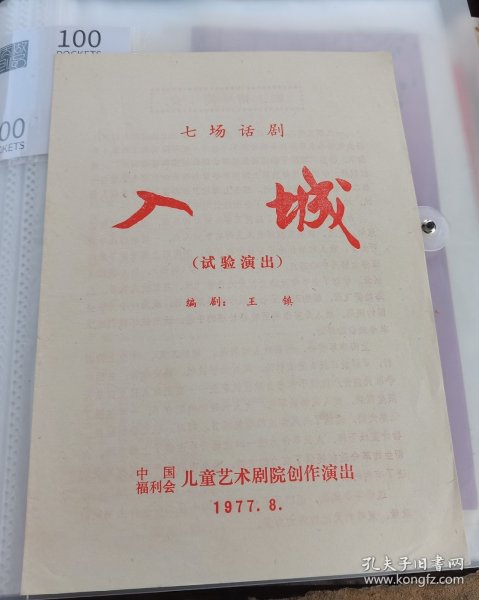 100
POCKETS
00
POCKETS
七场话剧
入城
(试验演出)
编剧：王镇
中国
福利会 儿童艺术剧院创作演出
1977.8.
孔夫子旧书网
www.kongfz.com